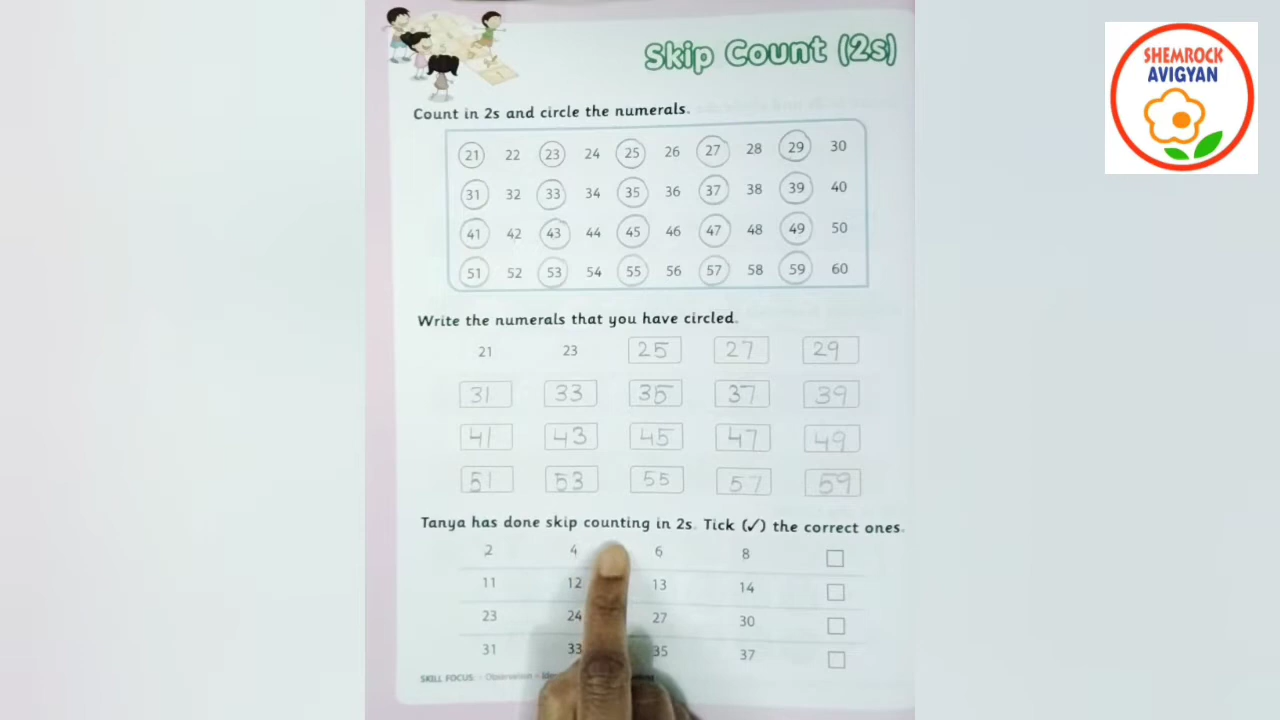 Skip Count (2s)
SHEMROCK
AVIGYAN
Count in 2s and circle the numerals.
21 22 23 24 25 26 27 28 29 30
31 32 33 34 35 36 37 38 39 40
41 42 43 44 45 46 47 48 49 50
51 52 53 54 55 56 57 58 59 60
Write the numerals that you have circled.
21 23 25 27 29
31 33 35 37 39
41 43 45 47 49
51 53 55 57 59
Tanya has done skip counting in 2s. Tick (✓) the correct ones.
2 4 6 8
11 12 13 14
23 24 27 30
31 33 35 37
SKILL FOCUS: • Observation •